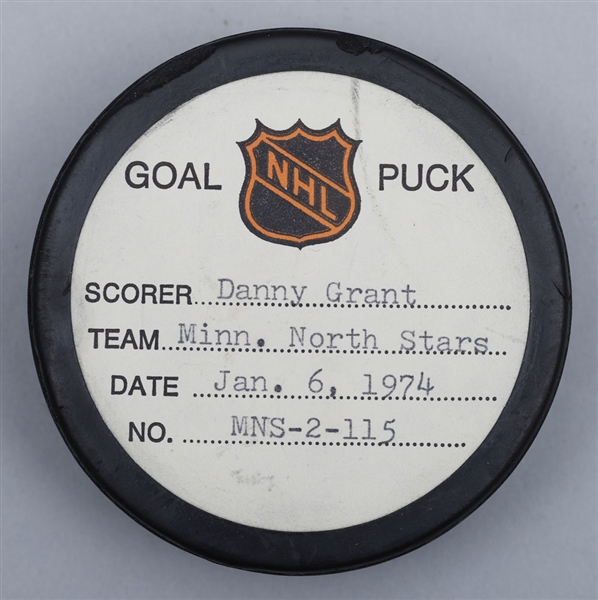 GOAL NHL PUCK
SCORER Danny Grant
TEAM Minn. North Stars
DATE Jan. 6, 1974
NO. MNS-2-115